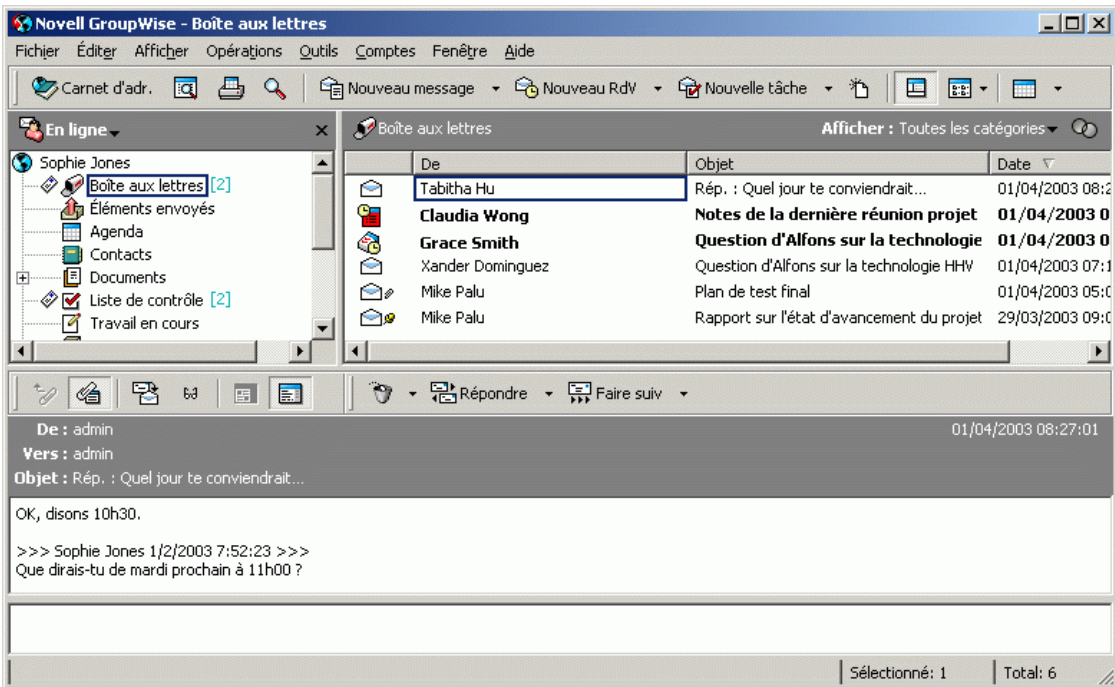 Novell GroupWise - Boîte aux lettres
Fichier Éditer Afficher Opérations Outils Comptes Fenêtre Aide
Carnet d'adr. Nouveau message Nouveau RdV Nouvelle tâche
En ligne
Boîte aux lettres Afficher : Toutes les catégories
Sophie Jones
Boîte aux lettres [2]
Éléments envoyés
Agenda
Contacts
Documents
Liste de contrôle [2]
Travail en cours
De Objet Date
Tabitha Hu Rép. : Quel jour te conviendrait... 01/04/2003 08:2
Claudia Wong Notes de la dernière réunion projet 01/04/2003 0
Grace Smith Question d'Alfons sur la technologie 01/04/2003 0
Xander Dominguez Question d'Alfons sur la technologie HHV 01/04/2003 07:1
Mike Palu Plan de test final 01/04/2003 05:0
Mike Palu Rapport sur l'état d'avancement du projet 29/03/2003 09:0
Répondre Faire suiv
De : admin 01/04/2003 08:27:01
Vers : admin
Objet : Rép. : Quel jour te conviendrait...
OK, disons 10h30.
>>> Sophie Jones 1/2/2003 7:52:23 >>>
Que dirais-tu de mardi prochain à 11h00 ?
Sélectionné: 1 Total: 6